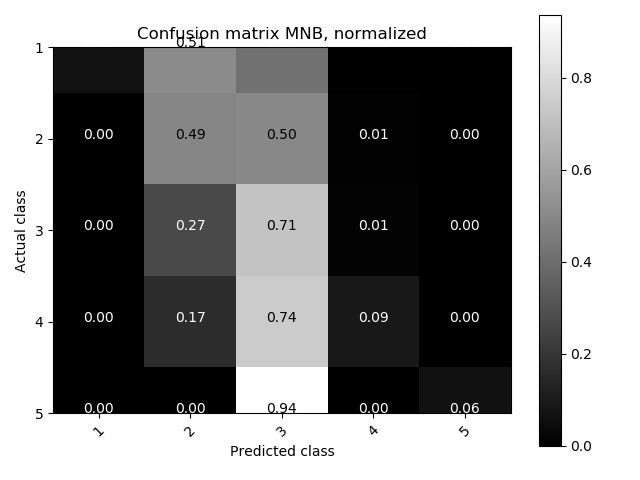 Confusion matrix MNB, normalized
0.51
1
2 0.00 0.49 0.50 0.01 0.00
3 0.00 0.27 0.71 0.01 0.00
4 0.00 0.17 0.74 0.09 0.00
5 0.00 0.00 0.94 0.00 0.06
1 2 3 4 5
Predicted class
Actual class
0.8
0.6
0.4
0.2
0.0